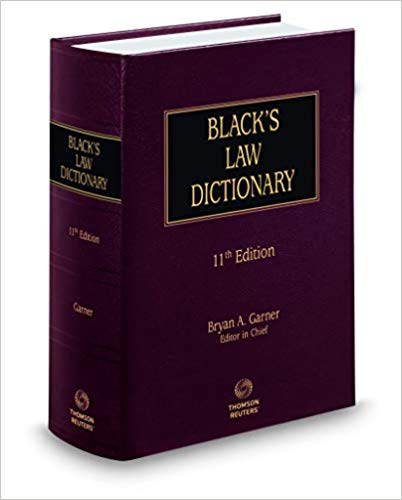 BLACK'S
LAW
DICTIONARY
11th Edition
Garner
THOMSON
REUTERS
BLACK'S
LAW
DICTIONARY
11th Edition
Bryan A. Garner
Editor in Chief
THOMSON
REUTERS